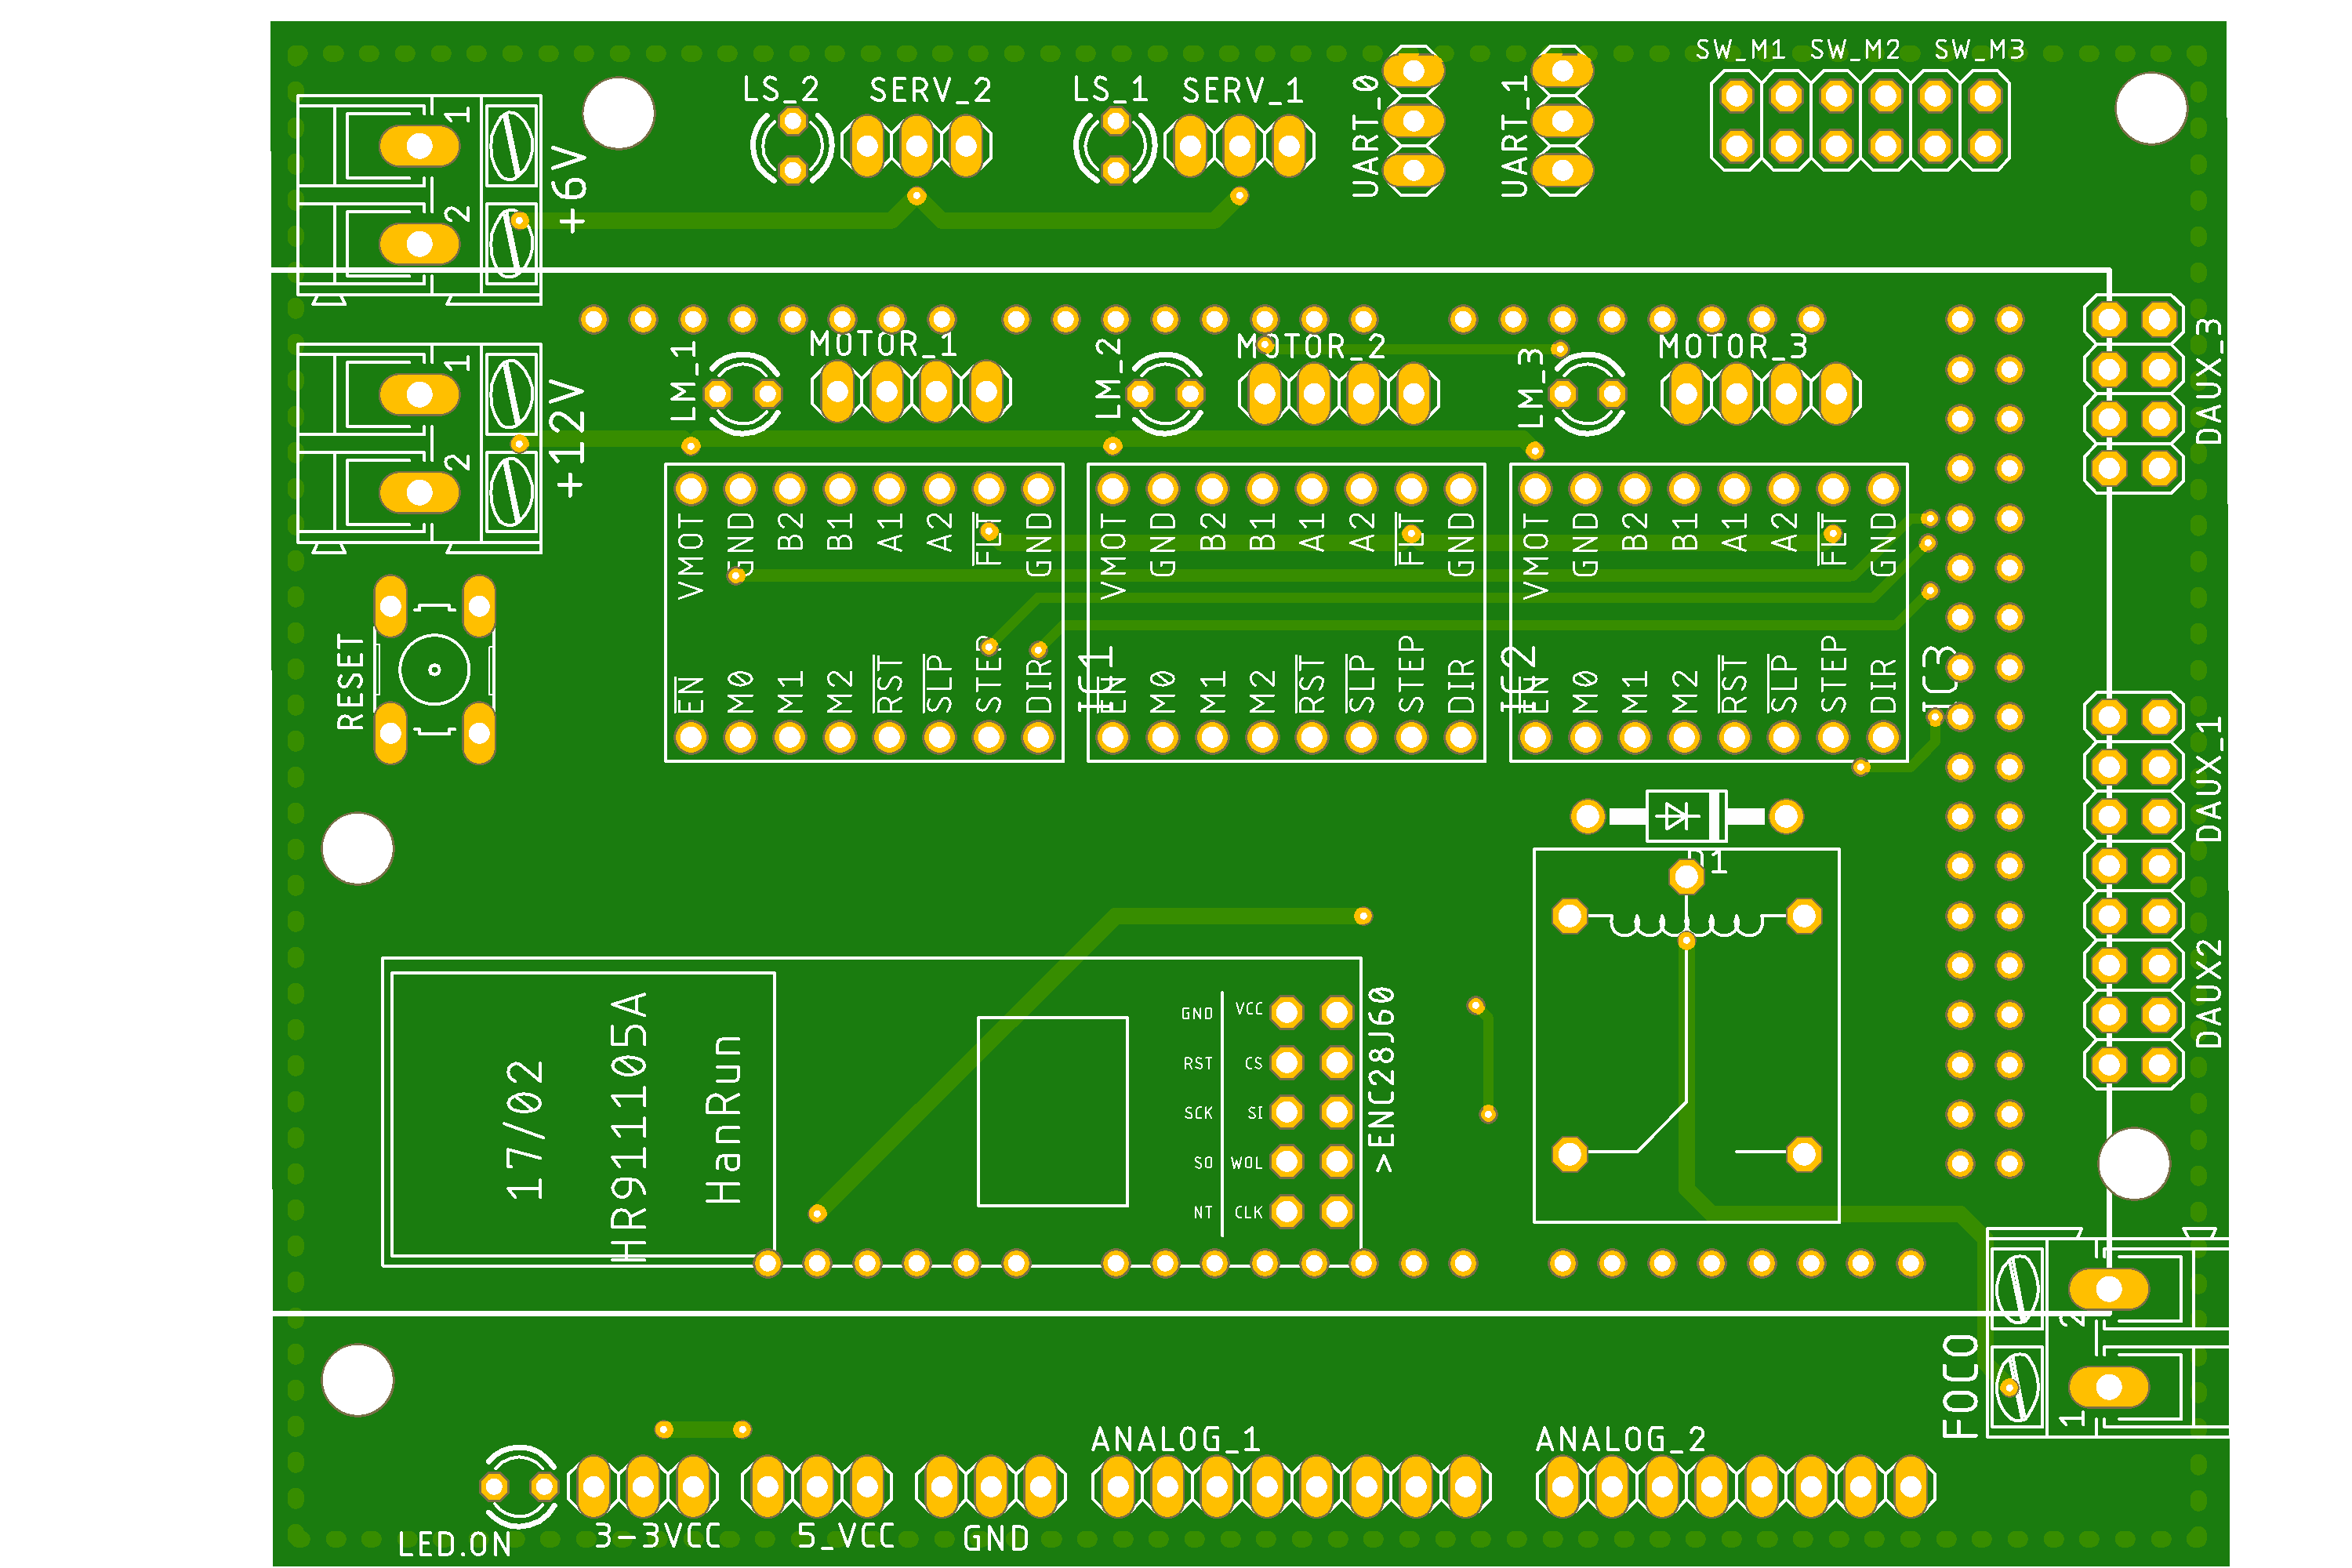 SW_M1 SW_M2 SW_M3
LS_2 SERV_2 LS_1 SERV_1
UART_0
UART_1
1
2
+6V
MOTOR_1 MOTOR_2 MOTOR_3
LM_1
LM_2
LM_3
DAUX_3
1
2
+12V
VMOT GND B2 B1 A1 A2 FLT GND
VMOT GND B2 B1 A1 A2 FLT GND
VMOT GND B2 B1 A1 A2 FLT GND
RESET
EN M0 M1 M2 RST SLP STEP DIR
IC1
EN M0 M1 M2 RST SLP STEP DIR
IC2
EN M0 M1 M2 RST SLP STEP DIR
IC3
DAUX_1
D1
DAUX2
17/02
HR911105A
HanRun
GND VCC
RST CS
SCK SI
SO WOL
NT CLK
>ENC28J60
FOCO
2
1
ANALOG_1 ANALOG_2
LED.ON 3-3VCC 5_VCC GND